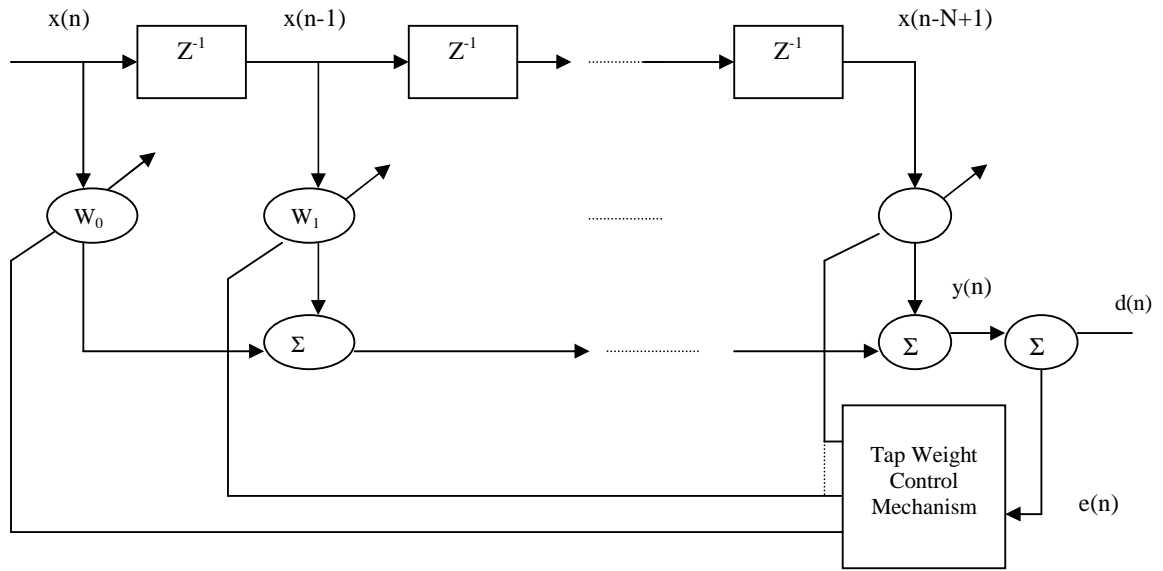 x(n)
x(n-1)
x(n-N+1)
Z⁻¹
Z⁻¹
Z⁻¹
W₀
W₁
y(n)
d(n)
Σ
Σ
Σ
Tap Weight
Control
Mechanism
e(n)